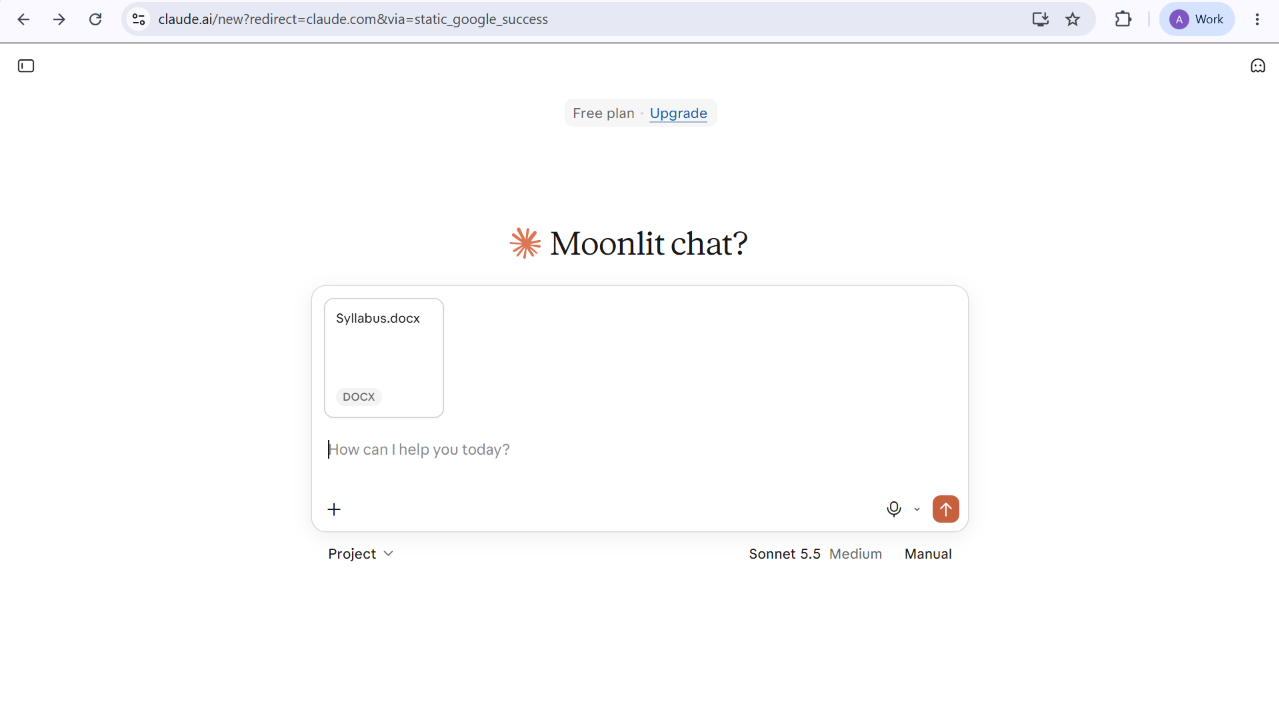 claude.ai/new?redirect=claude.com&via=static_google_success
A Work
Free plan · Upgrade
Moonlit chat?
Syllabus.docx
DOCX
How can I help you today?
Project
Sonnet 5.5 Medium Manual